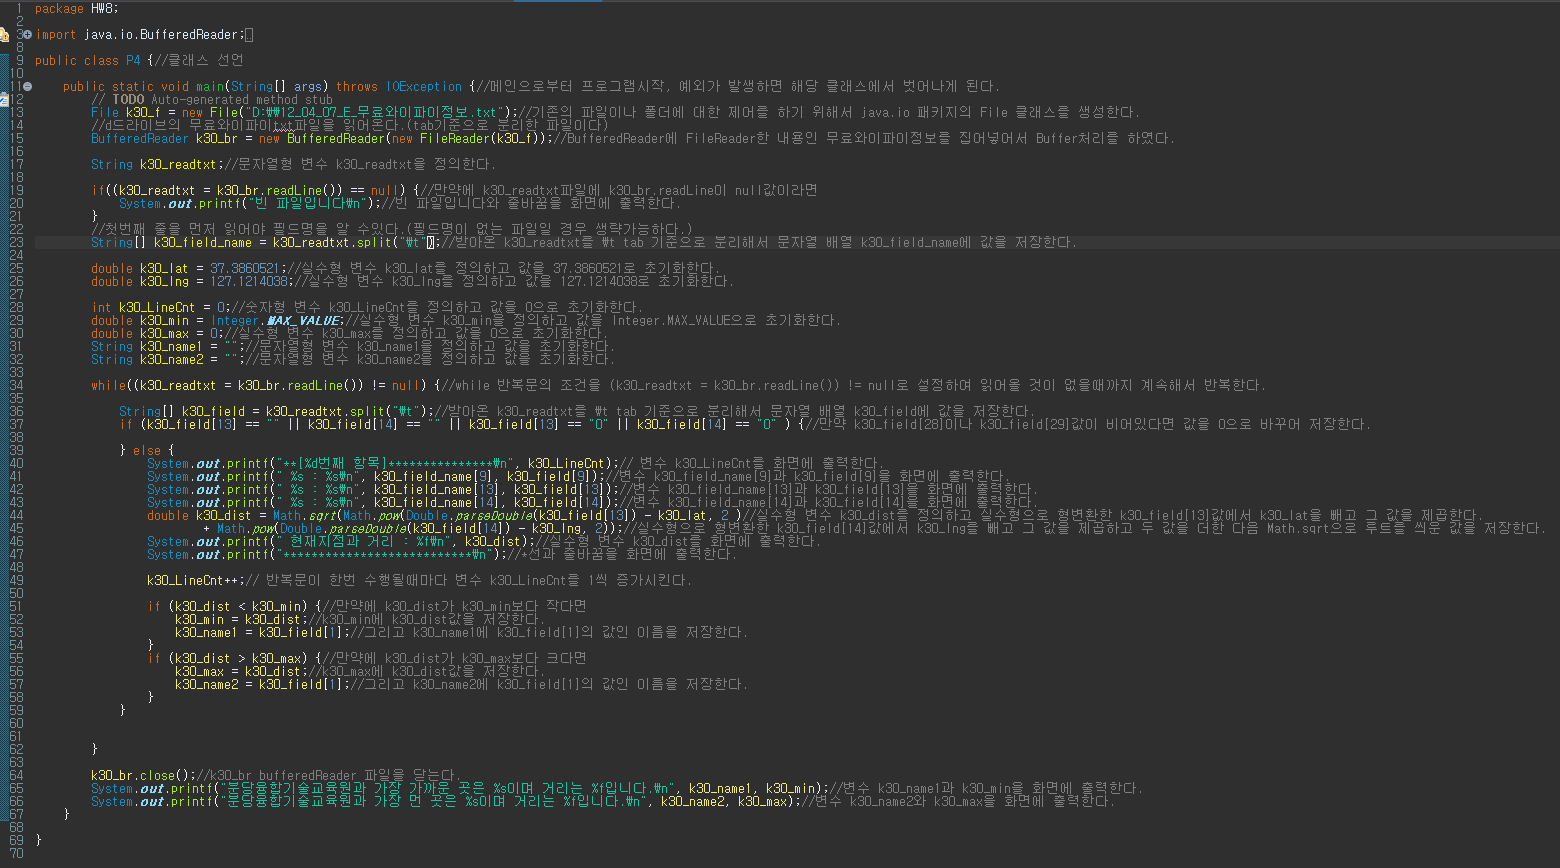 1 package HW8;
2
3 import java.io.BufferedReader;
8
9 public class P4 {//클래스 선언
10
11 public static void main(String[] args) throws IOException {//메인으로부터 프로그램시작, 예외가 발생하면 해당 클래스에서 벗어나게 된다.
12 // TODO Auto-generated method stub
13 File k30_f = new File("D:\\12_04_07_E_무료와이파이정보.txt");//기존의 파일이나 폴더에 대한 제어를 하기 위해서 java.io 패키지의 File 클래스를 생성한다.
14 //d드라이브의 무료와이파이txt파일을 읽어온다.(tab기준으로 분리한 파일이다)
15 BufferedReader k30_br = new BufferedReader(new FileReader(k30_f));//BufferedReader에 FileReader한 내용인 무료와이파이정보를 집어넣어서 Buffer처리를 하였다.
16
17 String k30_readtxt;//문자열형 변수 k30_readtxt을 정의한다.
18
19 if((k30_readtxt = k30_br.readLine()) == null) {//만약에 k30_readtxt파일에 k30_br.readLine이 null값이라면
20 System.out.printf("빈 파일입니다\n");//빈 파일입니다와 줄바꿈을 화면에 출력한다.
21 }
22 //첫번째 줄을 먼저 읽어야 필드명을 알 수있다.(필드명이 없는 파일일 경우 생략가능하다.)
23 String[] k30_field_name = k30_readtxt.split("\t");//받아온 k30_readtxt를 \t tab 기준으로 분리해서 문자열 배열 k30_field_name에 값을 저장한다.
24
25 double k30_lat = 37.3860521;//실수형 변수 k30_lat를 정의하고 값을 37.3860521로 초기화한다.
26 double k30_lng = 127.1214038;//실수형 변수 k30_lng를 정의하고 값을 127.1214038로 초기화한다.
27
28 int k30_LineCnt = 0;//숫자형 변수 k30_LineCnt를 정의하고 값을 0으로 초기화한다.
29 double k30_min = Integer.MAX_VALUE;//실수형 변수 k30_min을 정의하고 값을 Integer.MAX_VALUE으로 초기화한다.
30 double k30_max = 0;//실수형 변수 k30_max를 정의하고 값을 0으로 초기화한다.
31 String k30_name1 = "";//문자열형 변수 k30_name1을 정의하고 값을 초기화한다.
32 String k30_name2 = "";//문자열형 변수 k30_name2을 정의하고 값을 초기화한다.
33
34 while((k30_readtxt = k30_br.readLine()) != null) {//while 반복문의 조건을 (k30_readtxt = k30_br.readLine()) != null로 설정하여 읽어올 것이 없을때까지 계속해서 반복한다.
35
36 String[] k30_field = k30_readtxt.split("\t");//받아온 k30_readtxt를 \t tab 기준으로 분리해서 문자열 배열 k30_field에 값을 저장한다.
37 if (k30_field[13] == "" || k30_field[14] == "" || k30_field[13] == "0" || k30_field[14] == "0" ) {//만약 k30_field[28]이나 k30_field[29]값이 비어있다면 값을 0으로 바꾸어 저장한다.
38
39 } else {
40 System.out.printf("**[%d번째 항목]***************\n", k30_LineCnt);// 변수 k30_LineCnt를 화면에 출력한다.
41 System.out.printf(" %s : %s\n", k30_field_name[9], k30_field[9]);//변수 k30_field_name[9]과 k30_field[9]을 화면에 출력한다.
42 System.out.printf(" %s : %s\n", k30_field_name[13], k30_field[13]);//변수 k30_field_name[13]과 k30_field[13]을 화면에 출력한다.
43 System.out.printf(" %s : %s\n", k30_field_name[14], k30_field[14]);//변수 k30_field_name[14]과 k30_field[14]을 화면에 출력한다.
44 double k30_dist = Math.sqrt(Math.pow(Double.parseDouble(k30_field[13]) - k30_lat, 2 )//실수형 변수 k30_dist를 정의하고 실수형으로 형변환한 k30_field[13]값에서 k30_lat를 빼고 그 값을 제곱한다.
45 + Math.pow(Double.parseDouble(k30_field[14]) - k30_lng, 2));//실수형으로 형변환한 k30_field[14]값에서 k30_lng를 빼고 그 값을 제곱하고 두 값을 더한 다음 Math.sqrt으로 루트를 씌운 값을 저장한다.
46 System.out.printf(" 현재지점과 거리 : %f\n", k30_dist);//실수형 변수 k30_dist를 화면에 출력한다.
47 System.out.printf("***************************\n");//*선과 줄바꿈을 화면에 출력한다.
48
49 k30_LineCnt++;// 반복문이 한번 수행될때마다 변수 k30_LineCnt를 1씩 증가시킨다.
50
51 if (k30_dist < k30_min) {//만약에 k30_dist가 k30_min보다 작다면
52 k30_min = k30_dist;//k30_min에 k30_dist값을 저장한다.
53 k30_name1 = k30_field[1];//그리고 k30_name1에 k30_field[1]의 값인 이름을 저장한다.
54 }
55 if (k30_dist > k30_max) {//만약에 k30_dist가 k30_max보다 크다면
56 k30_max = k30_dist;//k30_max에 k30_dist값을 저장한다.
57 k30_name2 = k30_field[1];//그리고 k30_name2에 k30_field[1]의 값인 이름을 저장한다.
58 }
59 }
60
61
62 }
63
64 k30_br.close();//k30_br bufferedReader 파일을 닫는다.
65 System.out.printf("분당융합기술교육원과 가장 가까운 곳은 %s이며 거리는 %f입니다.\n", k30_name1, k30_min);//변수 k30_name1과 k30_min을 화면에 출력한다.
66 System.out.printf("분당융합기술교육원과 가장 먼 곳은 %s이며 거리는 %f입니다.\n", k30_name2, k30_max);//변수 k30_name2와 k30_max을 화면에 출력한다.
67 }
68
69 }
70